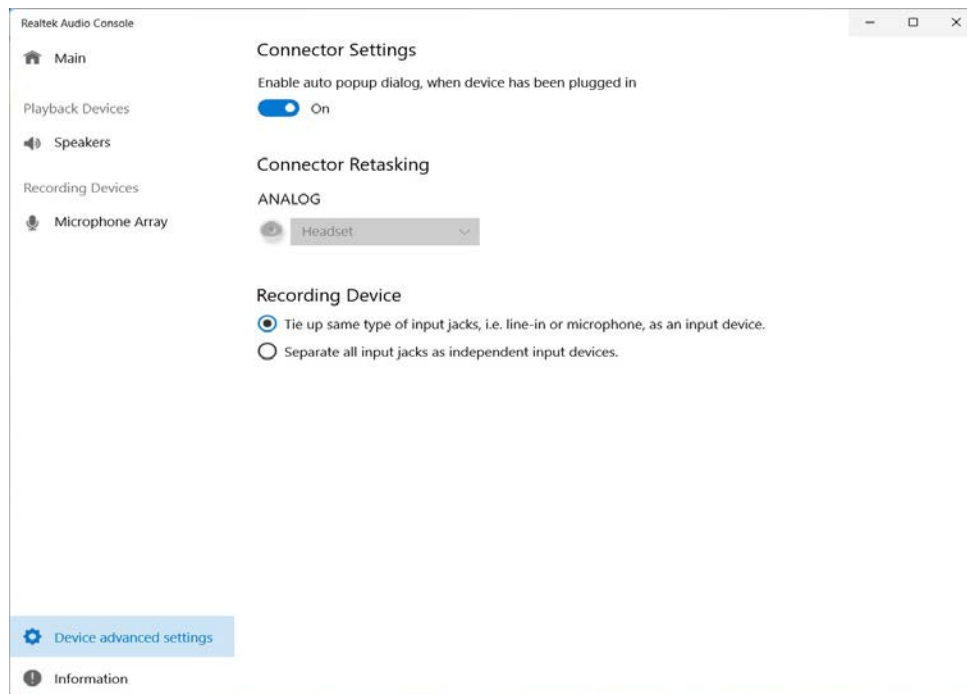 Realtek Audio Console
Main
Playback Devices
Speakers
Recording Devices
Microphone Array
Device advanced settings
Information
Connector Settings
Enable auto popup dialog, when device has been plugged in
On
Connector Retasking
ANALOG
Headset
Recording Device
Tie up same type of input jacks, i.e. line-in or microphone, as an input device.
Separate all input jacks as independent input devices.